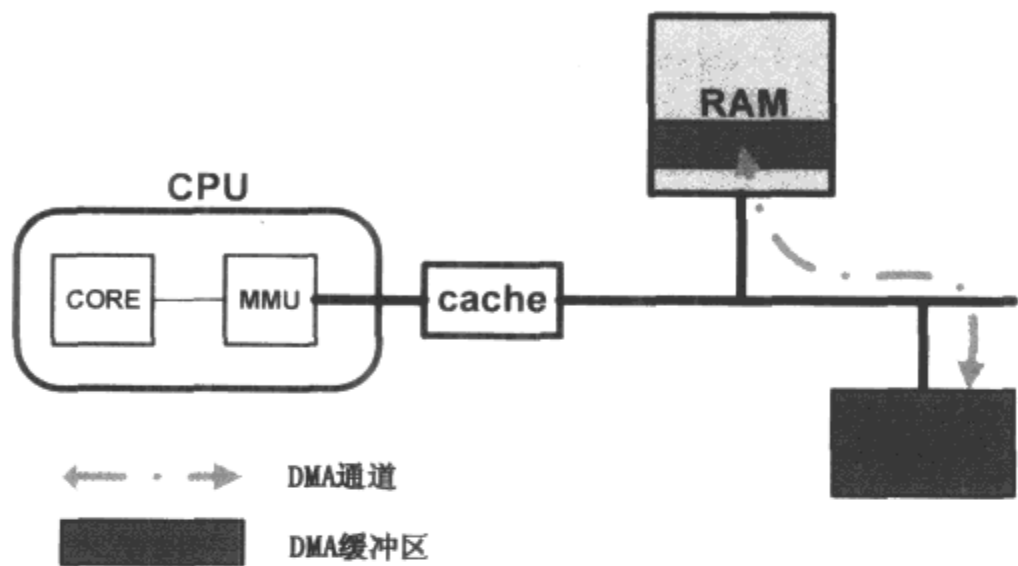 RAM
CPU
CORE
MMU
cache
DMA通道
DMA缓冲区